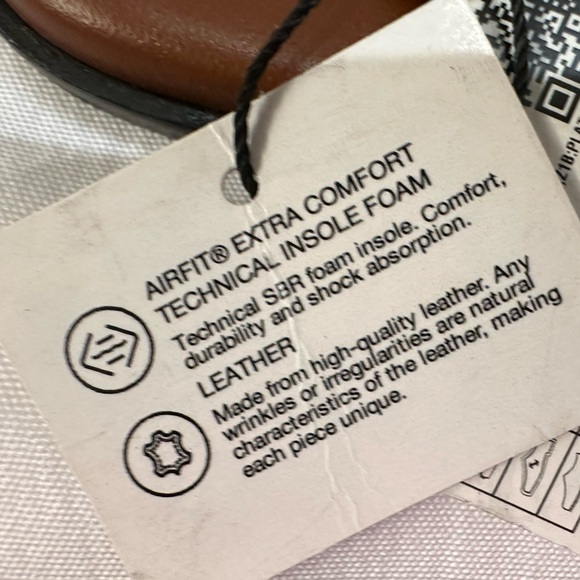 AIRFIT® EXTRA COMFORT
TECHNICAL INSOLE FOAM
Technical SBR foam insole. Comfort,
durability and shock absorption.
LEATHER
Made from high-quality leather. Any
wrinkles or irregularities are natural
characteristics of the leather, making
each piece unique.